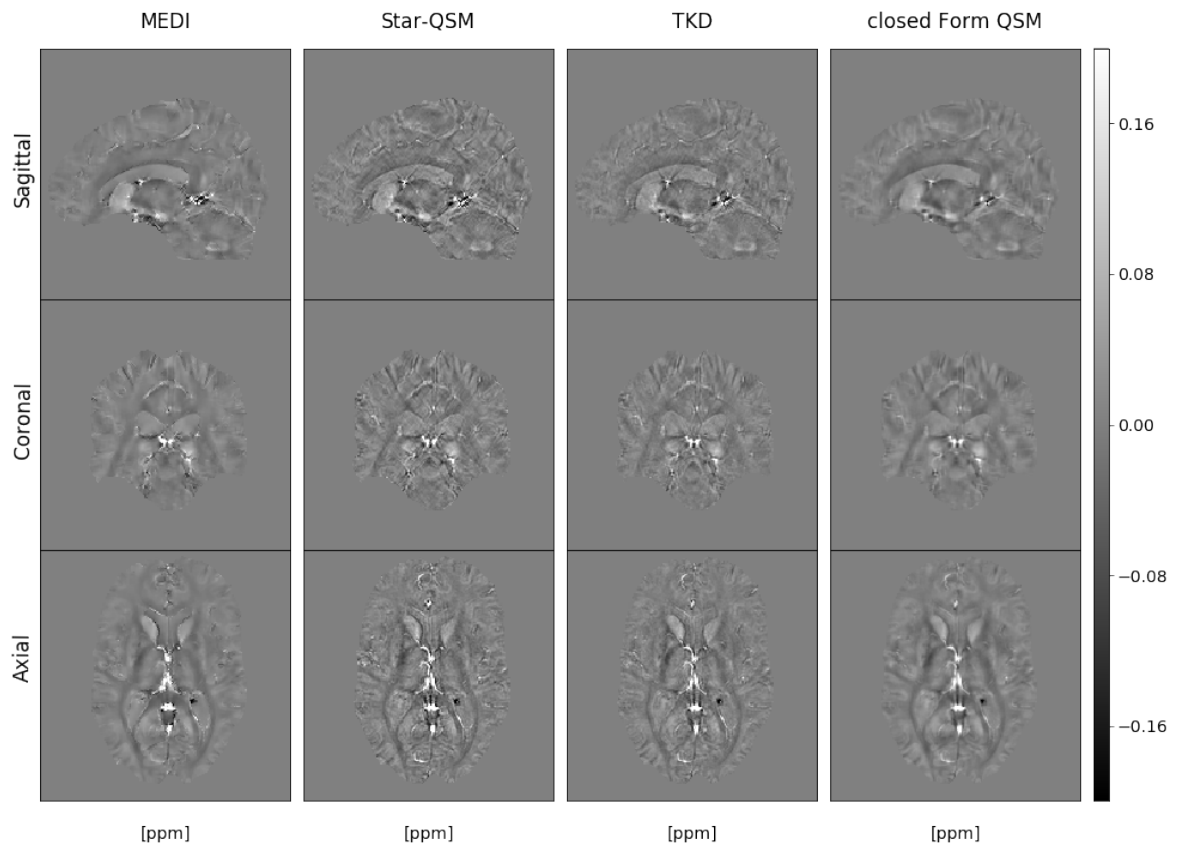 MEDI Star-QSM TKD closed Form QSM
Sagittal
Coronal
Axial
0.16
0.08
0.00
−0.08
−0.16
[ppm] [ppm] [ppm] [ppm]